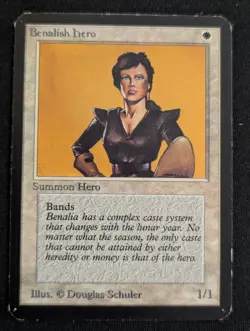 Benalish Hero
Summon Hero
Bands
Benalia has a complex caste system
that changes with the lunar year. No
matter what the season, the only caste
that cannot be attained by either
heredity or money is that of the hero.
Illus. © Douglas Schuler
1/1